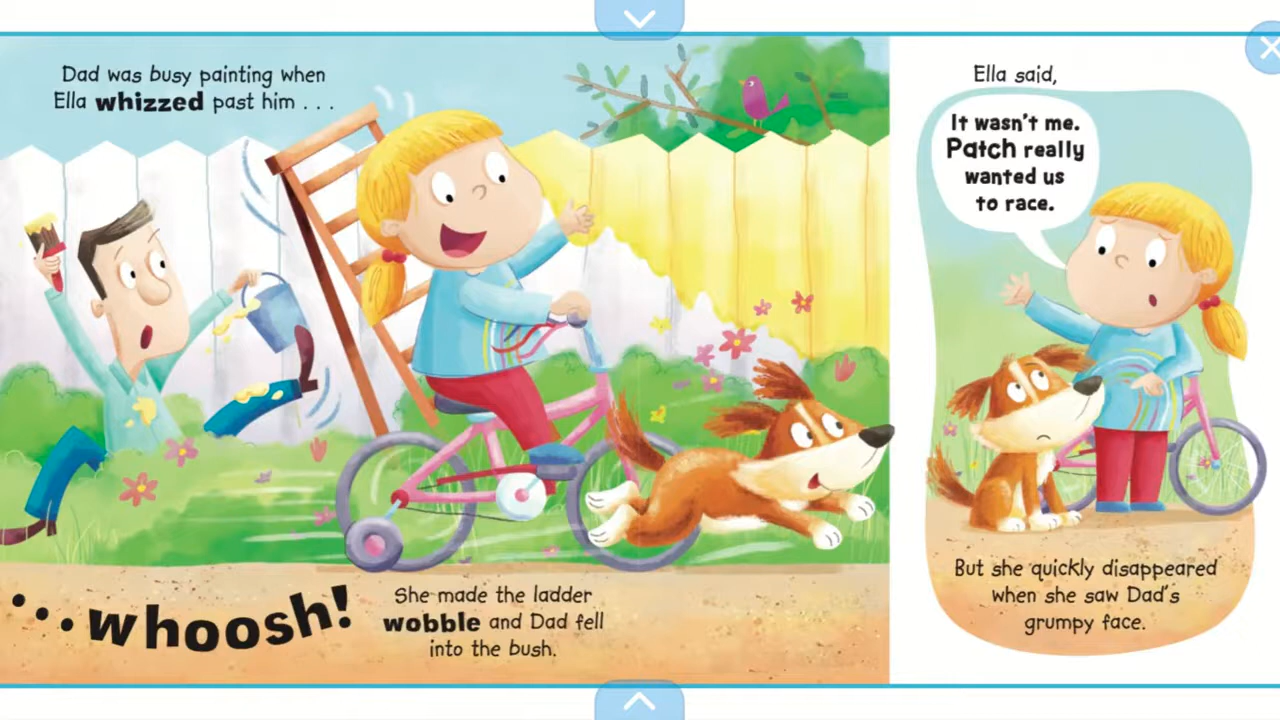 Dad was busy painting when
Ella whizzed past him . . .
...whoosh!
She made the ladder
wobble and Dad fell
into the bush.
Ella said,
It wasn't me.
Patch really
wanted us
to race.
But she quickly disappeared
when she saw Dad's
grumpy face.